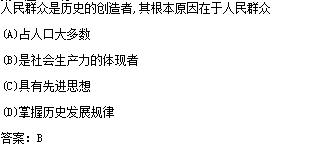 人民群众是历史的创造者,其根本原因在于人民群众
(A)占人口大多数
(B)是社会生产力的体现者
(C)具有先进思想
(D)掌握历史发展规律
答案: B